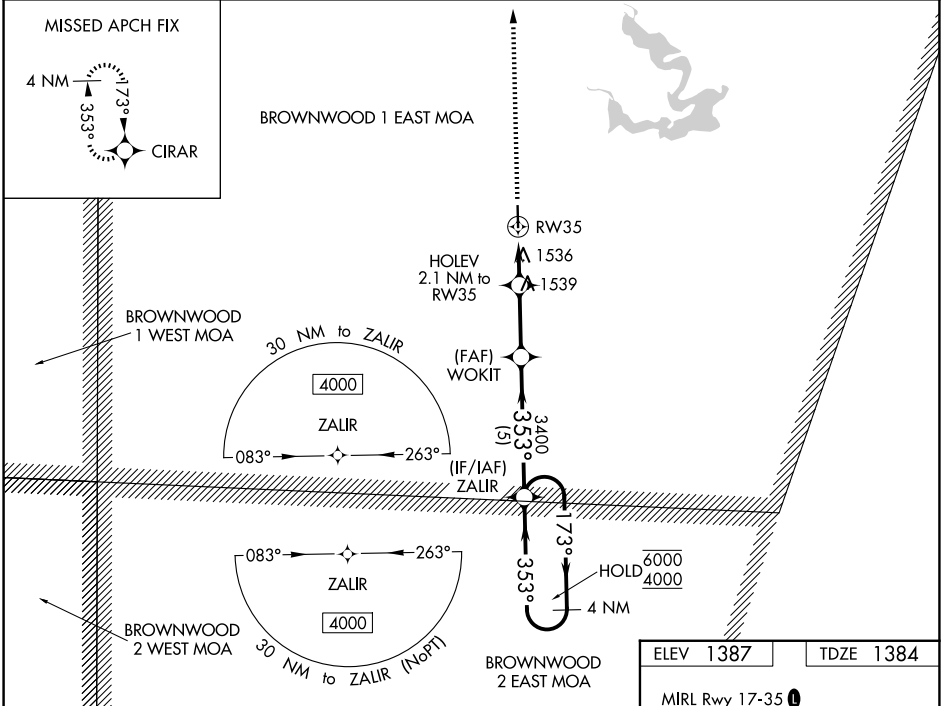 MISSED APCH FIX
4 NM
353°
173°
CIRAR
BROWNWOOD 1 EAST MOA
RW35
1536
HOLEV
2.1 NM to
RW35
1539
BROWNWOOD
1 WEST MOA
30 NM to ZALIR
4000
ZALIR
083°
263°
(FAF)
WOKIT
3400
353°
(5)
(IF/IAF)
ZALIR
173°
353°
HOLD
6000
4000
4 NM
083°
263°
ZALIR
4000
30 NM to ZALIR (NoPT)
BROWNWOOD
2 WEST MOA
BROWNWOOD
2 EAST MOA
ELEV 1387
TDZE 1384
MIRL Rwy 17-35 L